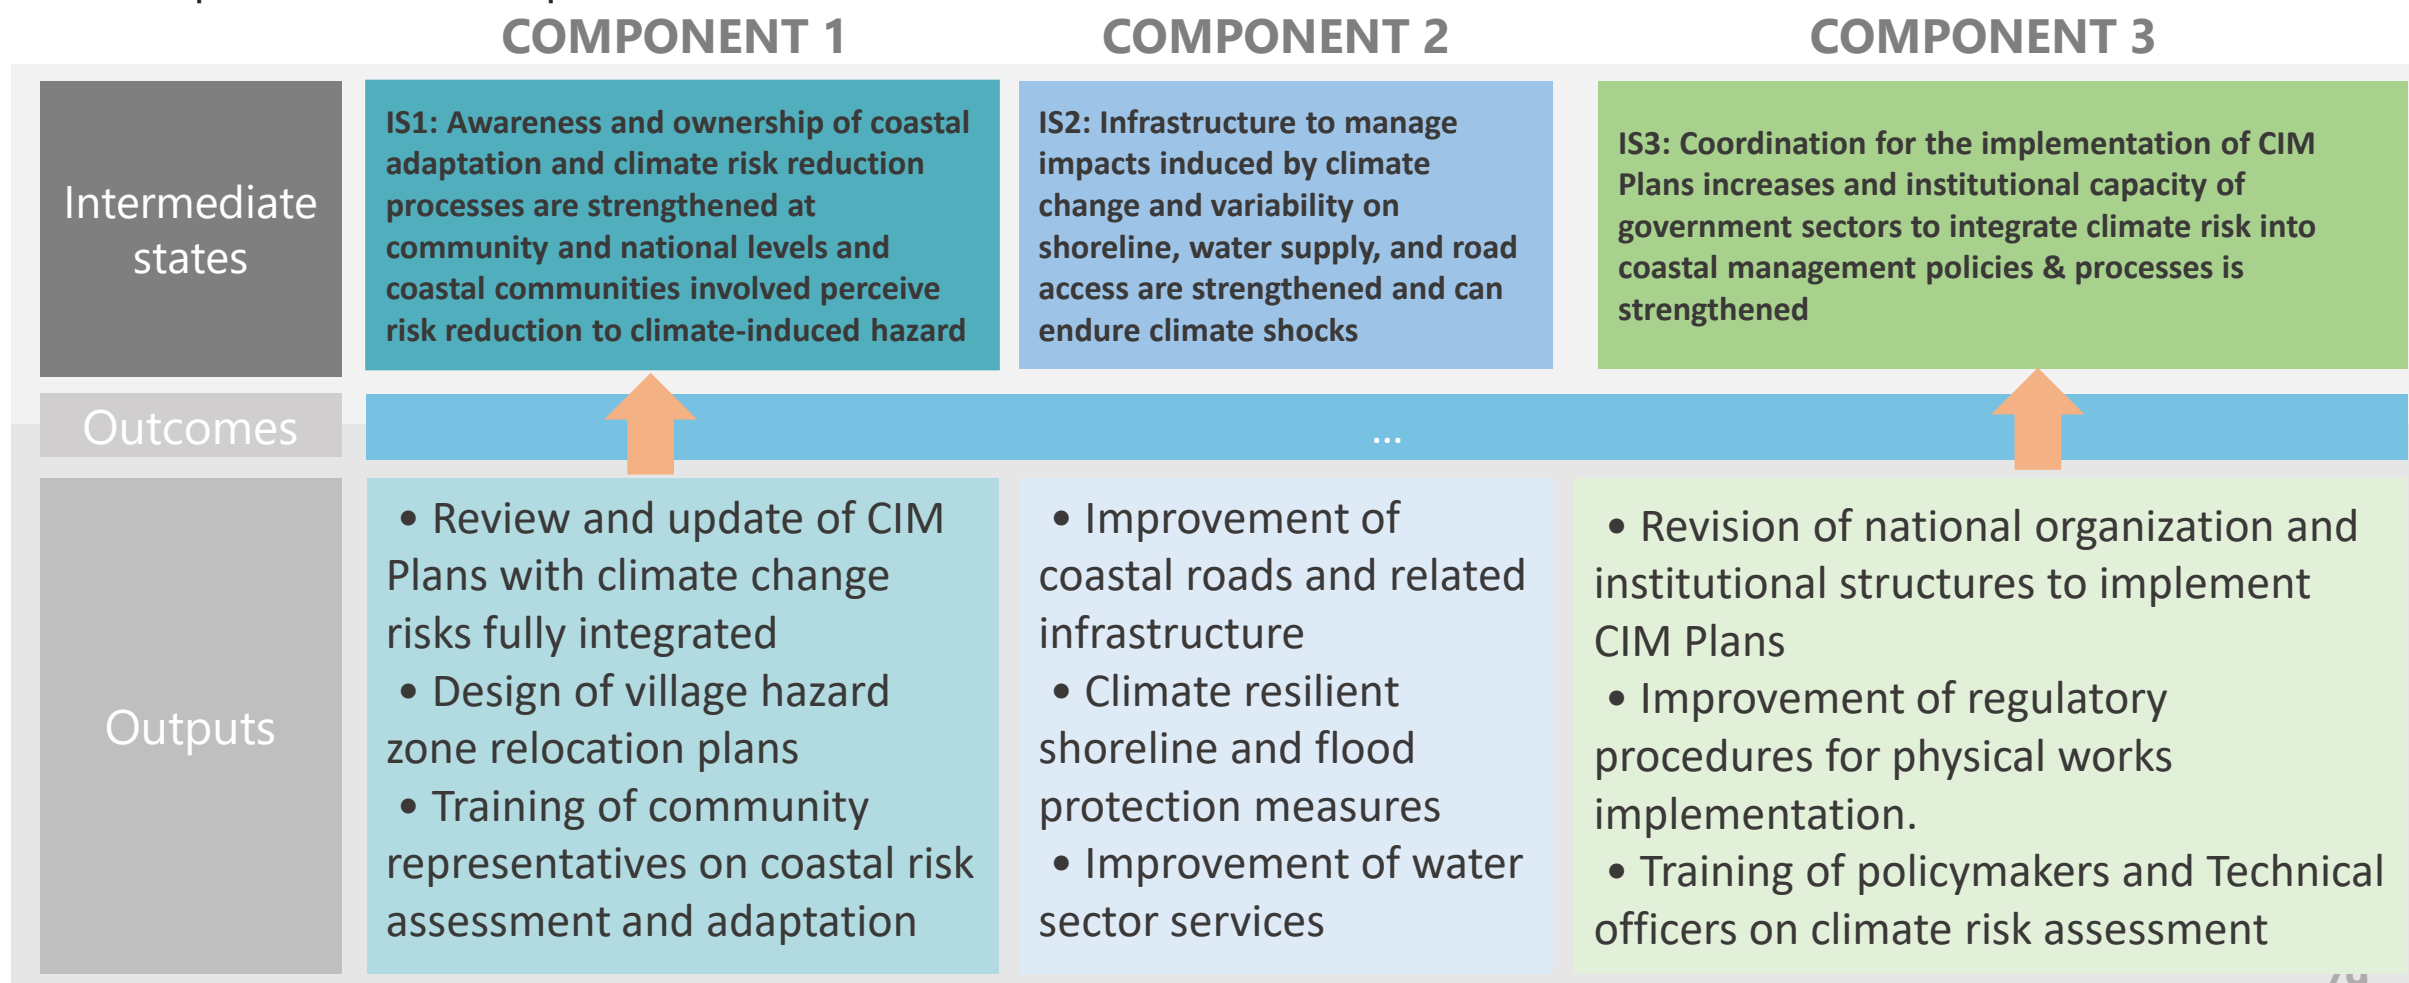 COMPONENT 1
COMPONENT 2
COMPONENT 3
Intermediate
states
IS1: Awareness and ownership of coastal
adaptation and climate risk reduction
processes are strengthened at
community and national levels and
coastal communities involved perceive
risk reduction to climate-induced hazard
IS2: Infrastructure to manage
impacts induced by climate
change and variability on
shoreline, water supply, and road
access are strengthened and can
endure climate shocks
IS3: Coordination for the implementation of CIM
Plans increases and institutional capacity of
government sectors to integrate climate risk into
coastal management policies & processes is
strengthened
Outcomes
...
Outputs
• Review and update of CIM
Plans with climate change
risks fully integrated
• Design of village hazard
zone relocation plans
• Training of community
representatives on coastal risk
assessment and adaptation
• Improvement of
coastal roads and related
infrastructure
• Climate resilient
shoreline and flood
protection measures
• Improvement of water
sector services
• Revision of national organization and
institutional structures to implement
CIM Plans
• Improvement of regulatory
procedures for physical works
implementation.
• Training of policymakers and Technical
officers on climate risk assessment